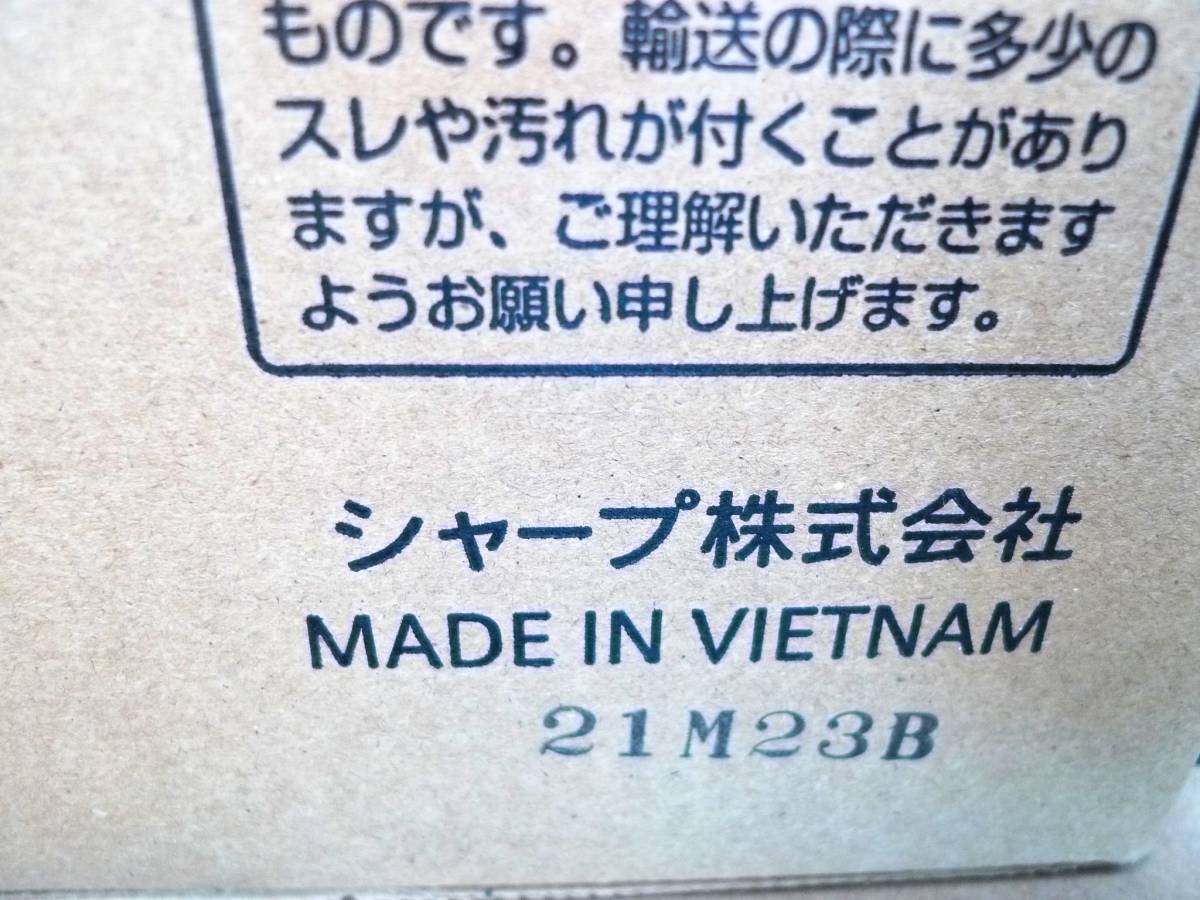 ものです。輸送の際に多少の
スレや汚れが付くことがあり
ますが、ご理解いただきます
ようお願い申し上げます。
シャープ株式会社
MADE IN VIETNAM
21M23B